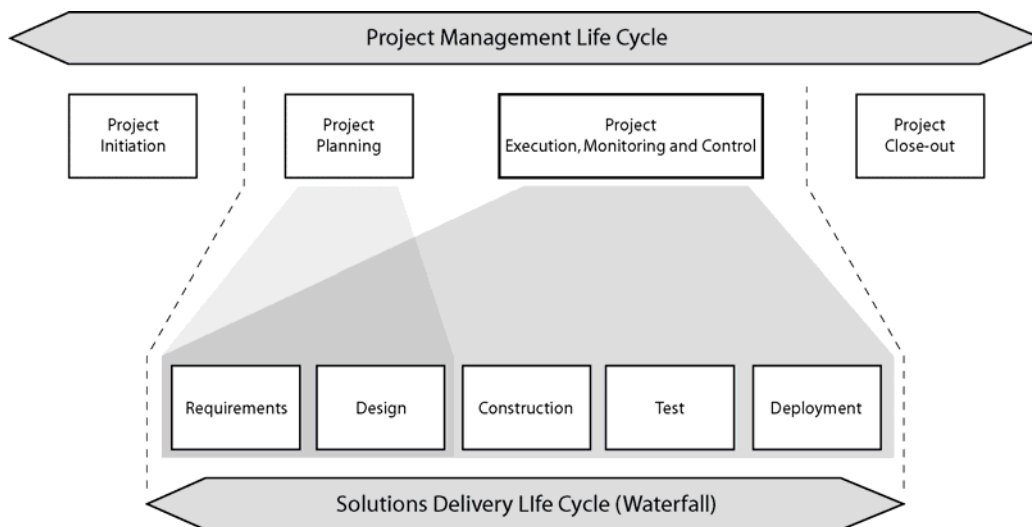 Project Management Life Cycle
Project
Initiation
Project
Planning
Project
Execution, Monitoring and Control
Project
Close-out
Requirements
Design
Construction
Test
Deployment
Solutions Delivery LIfe Cycle (Waterfall)